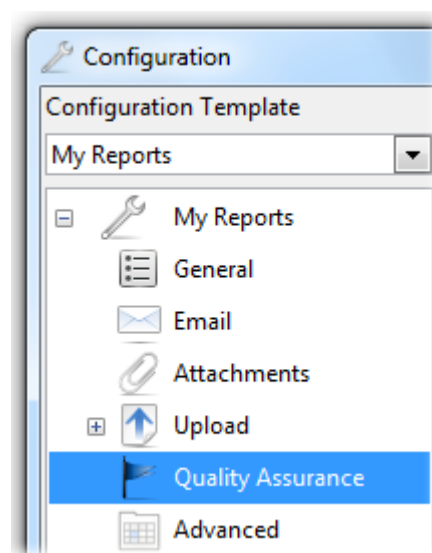 Configuration
Configuration Template
My Reports
My Reports
General
Email
Attachments
Upload
Quality Assurance
Advanced